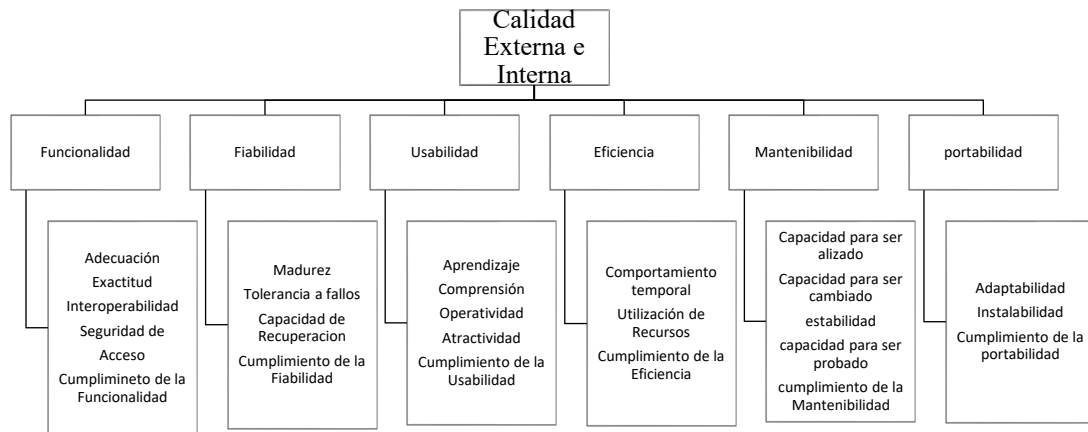 Calidad
Externa e
Interna
Funcionalidad
Fiabilidad
Usabilidad
Eficiencia
Mantenibilidad
portabilidad
Adecuación
Exactitud
Interoperabilidad
Seguridad de
Acceso
Cumplimineto de la
Funcionalidad
Madurez
Tolerancia a fallos
Capacidad de
Recuperacion
Cumplimiento de la
Fiabilidad
Aprendizaje
Comprensión
Operatividad
Atractividad
Cumplimiento de la
Usabilidad
Comportamiento
temporal
Utilización de
Recursos
Cumplimiento de la
Eficiencia
Capacidad para ser
alizado
Capacidad para ser
cambiado
estabilidad
capacidad para ser
probado
cumplimiento de la
Mantenibilidad
Adaptabilidad
Instalabilidad
Cumplimiento de la
portabilidad